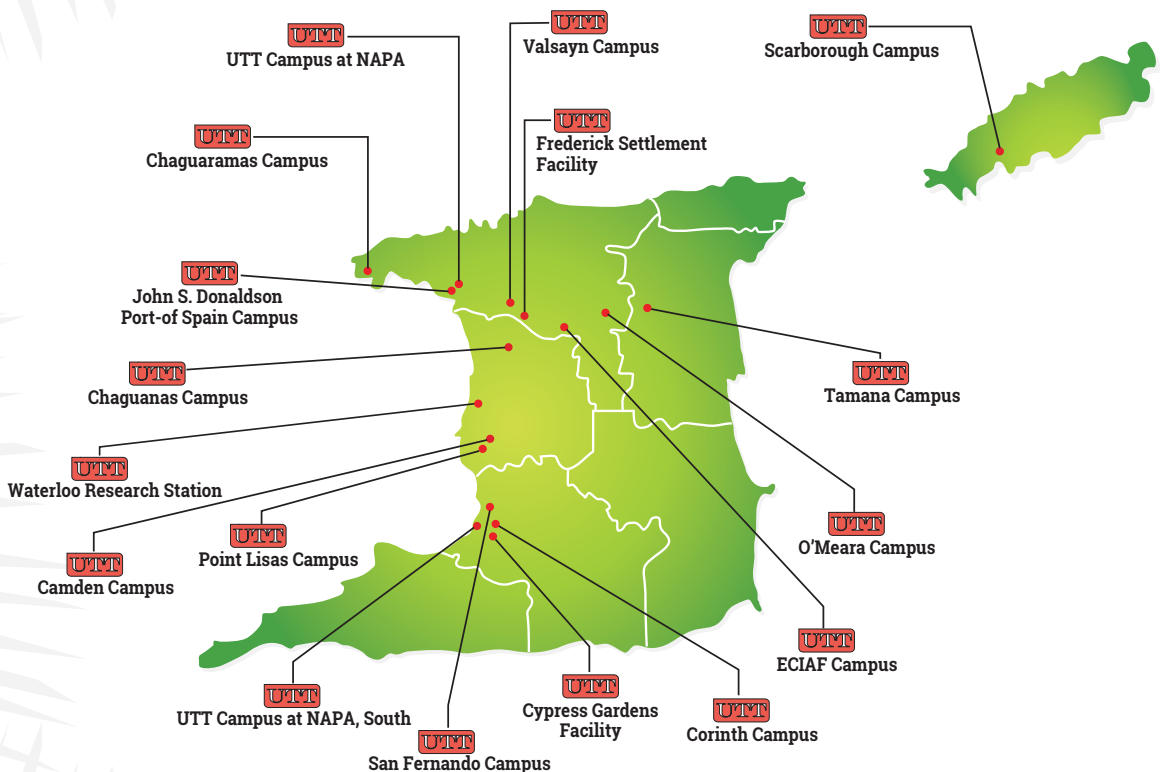 UTT
UTT Campus at NAPA
UTT
Valsayn Campus
UTT
Scarborough Campus
UTT
Chaguaramas Campus
UTT
Frederick Settlement
Facility
UTT
John S. Donaldson
Port-of Spain Campus
UTT
Chaguanas Campus
UTT
Tamana Campus
UTT
Waterloo Research Station
UTT
Point Lisas Campus
UTT
O'Meara Campus
UTT
Camden Campus
UTT
ECIAF Campus
UTT
UTT Campus at NAPA, South
UTT
San Fernando Campus
UTT
Cypress Gardens
Facility
UTT
Corinth Campus